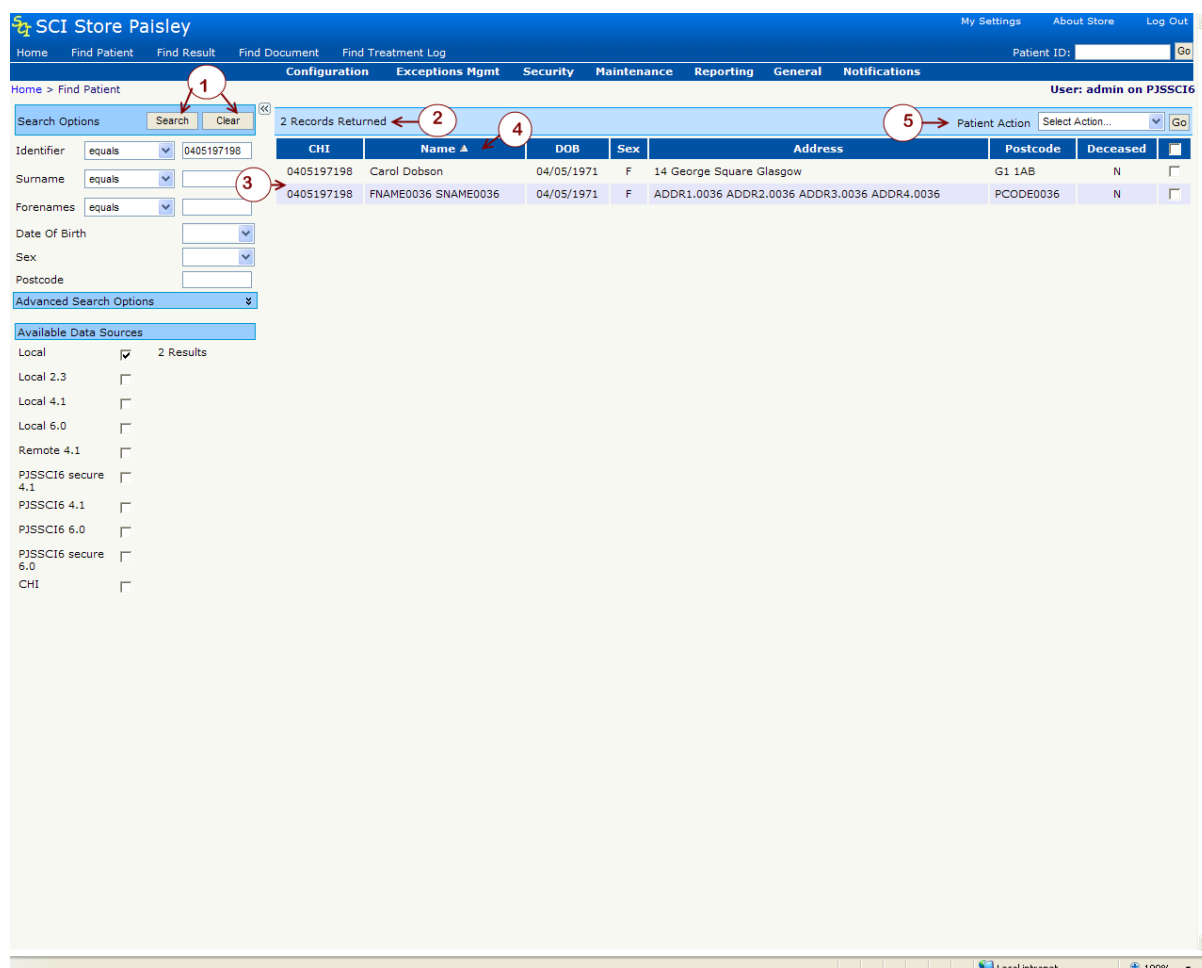 SCI Store Paisley
My Settings About Store Log Out
Home Find Patient Find Result Find Document Find Treatment Log
Patient ID: Go
Configuration Exceptions Mgmt Security Maintenance Reporting General Notifications
Home > Find Patient
User: admin on PJSSCI6
1
Search Options Search Clear
2 Records Returned
2
4
5
Patient Action Select Action... Go
CHI Name DOB Sex Address Postcode Deceased
0405197198 Carol Dobson 04/05/1971 F 14 George Square Glasgow G1 1AB N
0405197198 FNAME0036 SNAME0036 04/05/1971 F ADDR1.0036 ADDR2.0036 ADDR3.0036 ADDR4.0036 PCODE0036 N
Identifier equals 0405197198
Surname equals
3
Forenames equals
Date Of Birth
Sex
Postcode
Advanced Search Options
Available Data Sources
Local 2 Results
Local 2.3
Local 4.1
Local 6.0
Remote 4.1
PJSSCI6 secure
4.1
PJSSCI6 4.1
PJSSCI6 6.0
PJSSCI6 secure
6.0
CHI
Local intranet 100%